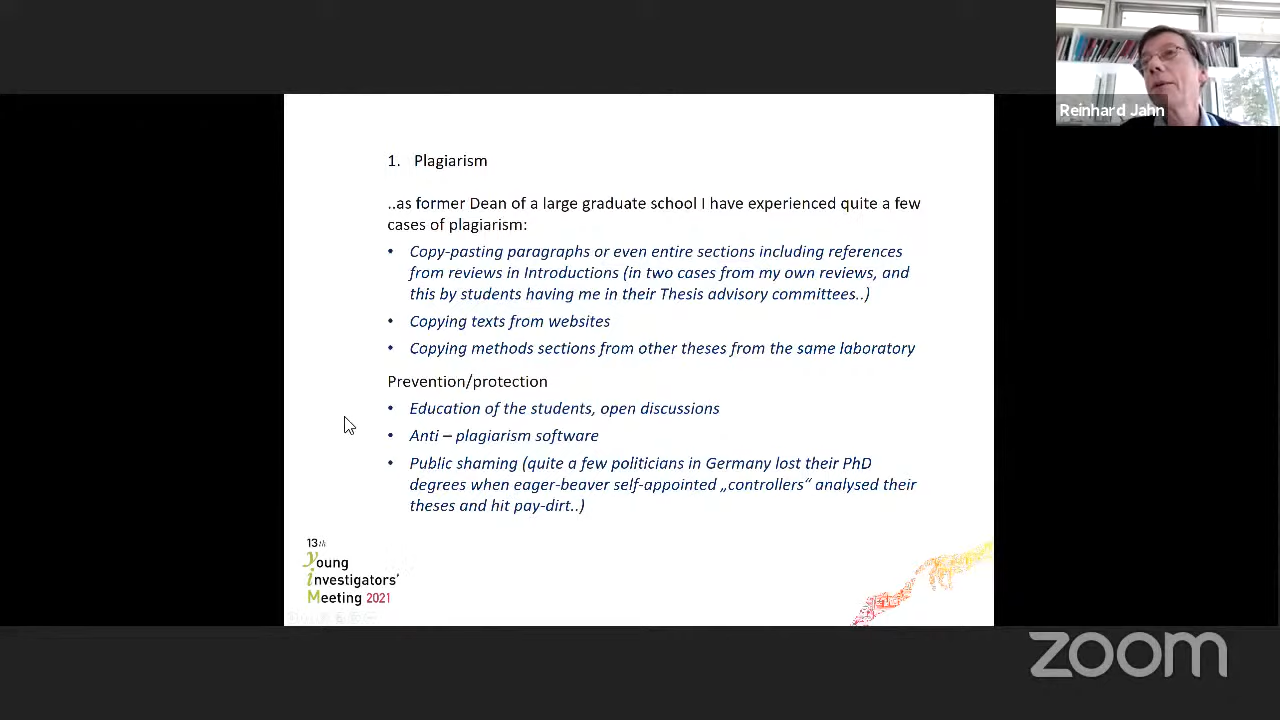 Reinhard Jahn
1. Plagiarism
..as former Dean of a large graduate school I have experienced quite a few
cases of plagiarism:
• Copy-pasting paragraphs or even entire sections including references
from reviews in Introductions (in two cases from my own reviews, and
this by students having me in their Thesis advisory committees..)
• Copying texts from websites
• Copying methods sections from other theses from the same laboratory
Prevention/protection
• Education of the students, open discussions
• Anti – plagiarism software
• Public shaming (quite a few politicians in Germany lost their PhD
degrees when eager-beaver self-appointed „controllers“ analysed their
theses and hit pay-dirt..)
13th
Young
investigators’
Meeting 2021
zoom